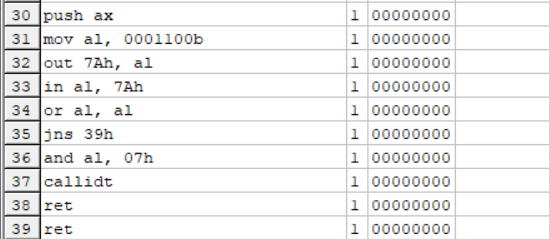 30 push ax 1 00000000
31 mov al, 0001100b 1 00000000
32 out 7Ah, al 1 00000000
33 in al, 7Ah 1 00000000
34 or al, al 1 00000000
35 jns 39h 1 00000000
36 and al, 07h 1 00000000
37 callidt 1 00000000
38 ret 1 00000000
39 ret 1 00000000